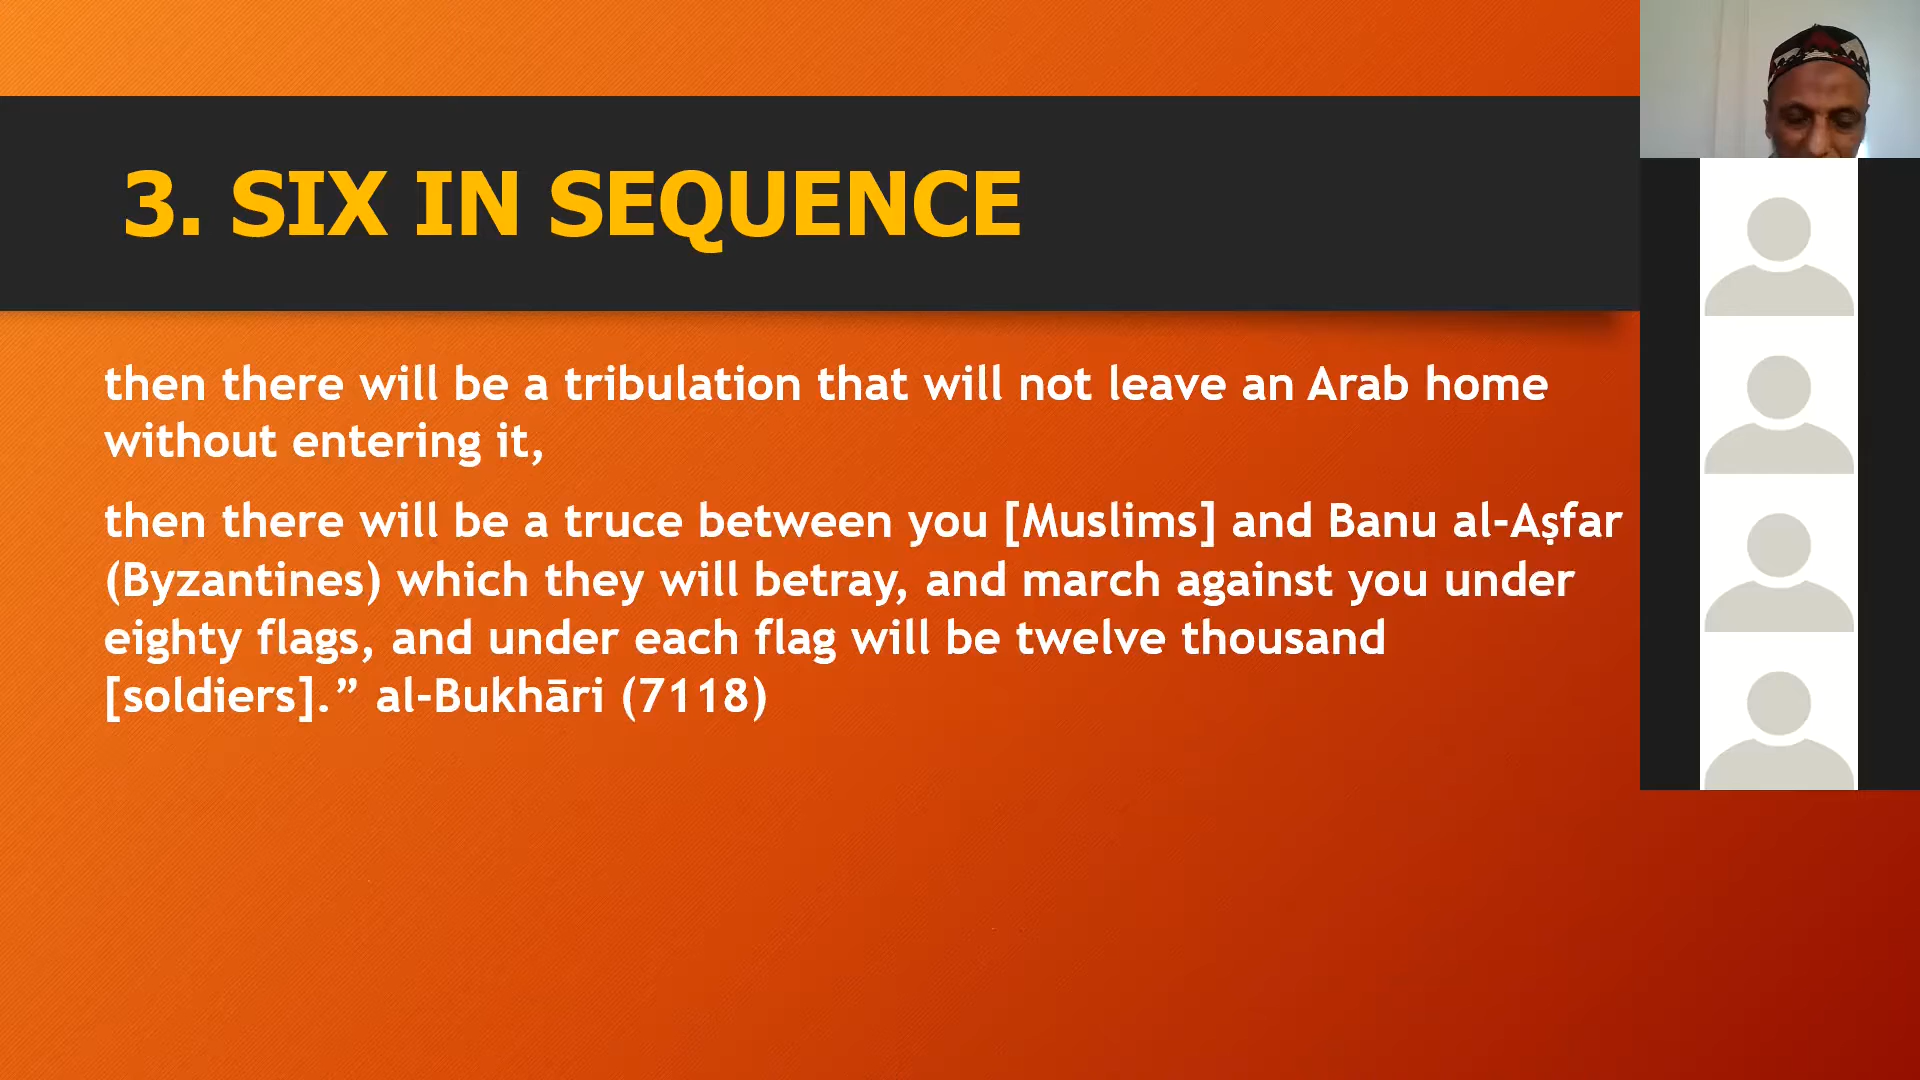 3. SIX IN SEQUENCE
then there will be a tribulation that will not leave an Arab home
without entering it,
then there will be a truce between you [Muslims] and Banu al-Aṣfar
(Byzantines) which they will betray, and march against you under
eighty flags, and under each flag will be twelve thousand
[soldiers].” al-Bukhāri (7118)